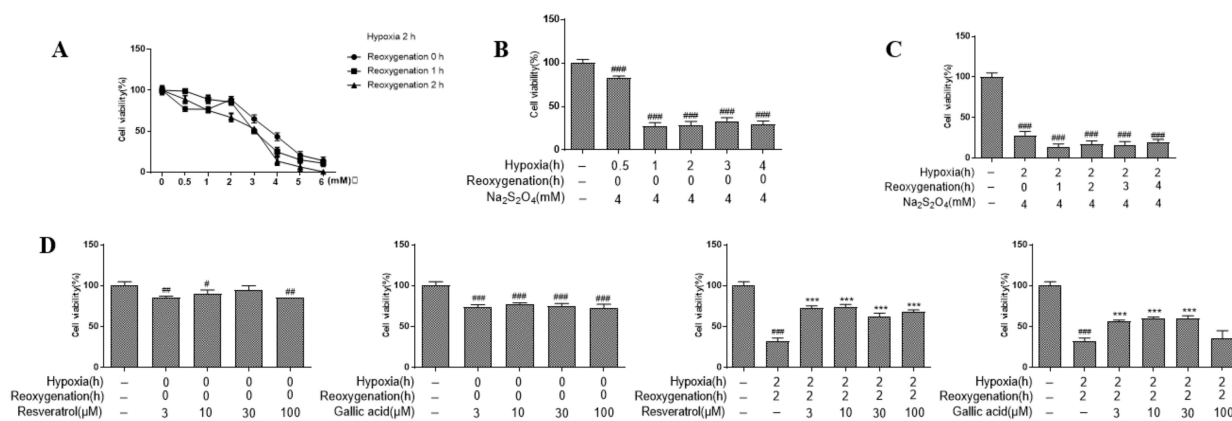 A
Hypoxia 2 h
Reoxygenation 0 h
Reoxygenation 1 h
Reoxygenation 2 h
Cell viability(%)
150
100
50
0
0 0.5 1 2 3 4 5 6 (mM)
B
Cell viability(%)
150
100
50
0
### ### ### ### ###
Hypoxia(h) – 0.5 1 2 3 4
Reoxygenation(h) – 0 0 0 0 0
Na₂S₂O₄(mM) – 4 4 4 4 4
C
Cell viability(%)
150
100
50
0
### ### ### ### ###
Hypoxia(h) – 2 2 2 2 2
Reoxygenation(h) – 0 1 2 3 4
Na₂S₂O₄(mM) – 4 4 4 4 4
D
Cell viability(%)
150
100
50
0
## # ##
Hypoxia(h) – 0 0 0 0
Reoxygenation(h) – 0 0 0 0
Resveratrol(μM) – 3 10 30 100
Cell viability(%)
150
100
50
0
### ### ### ###
Hypoxia(h) – 0 0 0 0
Reoxygenation(h) – 0 0 0 0
Gallic acid(μM) – 3 10 30 100
Cell viability(%)
150
100
50
0
### *** *** *** ***
Hypoxia(h) – 2 2 2 2 2
Reoxygenation(h) – 2 2 2 2 2
Resveratrol(μM) – – 3 10 30 100
Cell viability(%)
150
100
50
0
### *** *** ***
Hypoxia(h) – 2 2 2 2 2
Reoxygenation(h) – 2 2 2 2 2
Gallic acid(μM) – – 3 10 30 100